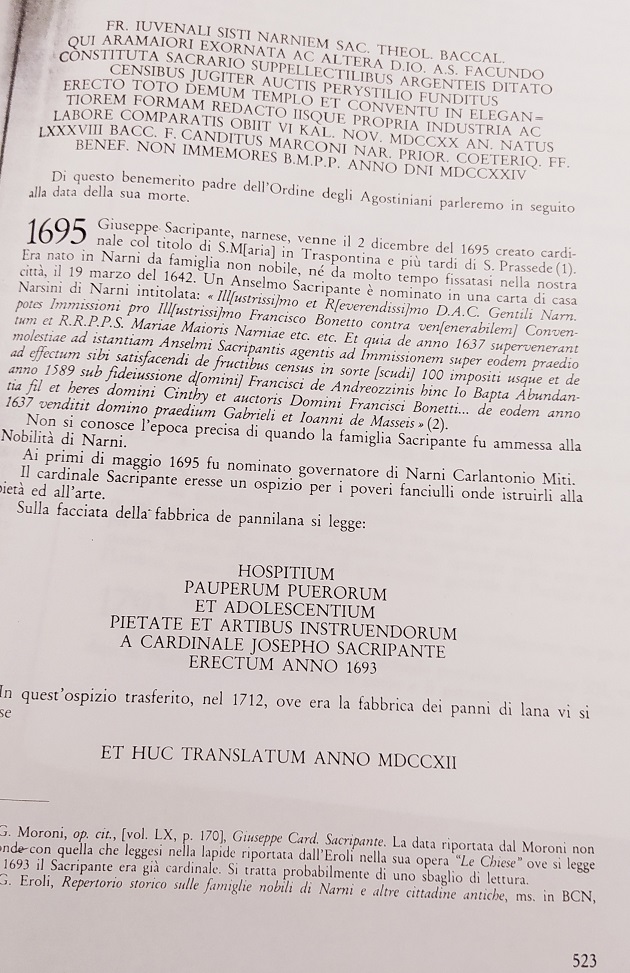 FR. IUVENALI SISTI NARNIEM SAC. THEOL. BACCAL.
QUI ARAMAIORI EXORNATA AC ALTERA D.IO. A.S. FACUNDO
CONSTITUTA SACRARIO SUPPELLECTILIBUS ARGENTEIS DITATO
CENSIBUS JUGITER AUCTIS PERYSTILIO FUNDITUS
ERECTO TOTO DEMUM TEMPLO ET CONVENTU IN ELEGAN=
TIOREM FORMAM REDACTO IISQUE PROPRIA INDUSTRIA AC
LABORE COMPARATIS OBIIT VI KAL. NOV. MDCCXX AN. NATUS
LXXXVIII BACC. F. CANDITUS MARCONI NAR. PRIOR. COETERIQ. FF.
BENEF. NON IMMEMORES B.M.P.P. ANNO DNI MDCCXXIV
Di questo benemerito padre dell'Ordine degli Agostiniani parleremo in seguito
alla data della sua morte.
1695 Giuseppe Sacripante, narnese, venne il 2 dicembre del 1695 creato cardi-
nale col titolo di S.M[aria] in Traspontina e più tardi di S. Prassede (1).
Era nato in Narni da famiglia non nobile, né da molto tempo fissatasi nella nostra
città, il 19 marzo del 1642. Un Anselmo Sacripante è nominato in una carta di casa
Narsini di Narni intitolata: « Ill[ustrissi]mo et R[everendissi]mo D.A.C. Gentili Narn.
potes Immissioni pro Ill[ustrissi]mo Francisco Bonetto contra ven[enerabilem] Conven-
tum et R.R.P.P.S. Mariae Maioris Narniae etc. etc. Et quia de anno 1637 supervenerant
molestiae ad istantiam Anselmi Sacripantis agentis ad Immissionem super eodem praedio
ad effectum sibi satisfacendi de fructibus census in sorte [scudi] 100 impositi usque et de
anno 1589 sub fideiussione d[omini] Francisci de Andreozzinis hinc Io Bapta Abundan-
tia fil et heres domini Cinthy et auctoris Domini Francisci Bonetti... de eodem anno
1637 venditit domino praedium Gabrieli et Ioanni de Masseis » (2).
Non si conosce l'epoca precisa di quando la famiglia Sacripante fu ammessa alla
Nobilità di Narni.
Ai primi di maggio 1695 fu nominato governatore di Narni Carlantonio Miti.
Il cardinale Sacripante eresse un ospizio per i poveri fanciulli onde istruirli alla
pietà ed all'arte.
Sulla facciata della fabbrica de pannilana si legge:
HOSPITIUM
PAUPERUM PUERORUM
ET ADOLESCENTIUM
PIETATE ET ARTIBUS INSTRUENDORUM
A CARDINALE JOSEPHO SACRIPANTE
ERECTUM ANNO 1693
In quest'ospizio trasferito, nel 1712, ove era la fabbrica dei panni di lana vi si
se
ET HUC TRANSLATUM ANNO MDCCXII
G. Moroni, op. cit., [vol. LX, p. 170], Giuseppe Card. Sacripante. La data riportata dal Moroni non
onde con quella che leggesi nella lapide riportata dall'Eroli nella sua opera "Le Chiese" ove si legge
1693 il Sacripante era già cardinale. Si tratta probabilmente di uno sbaglio di lettura.
G. Eroli, Repertorio storico sulle famiglie nobili di Narni e altre cittadine antiche, ms. in BCN,
523